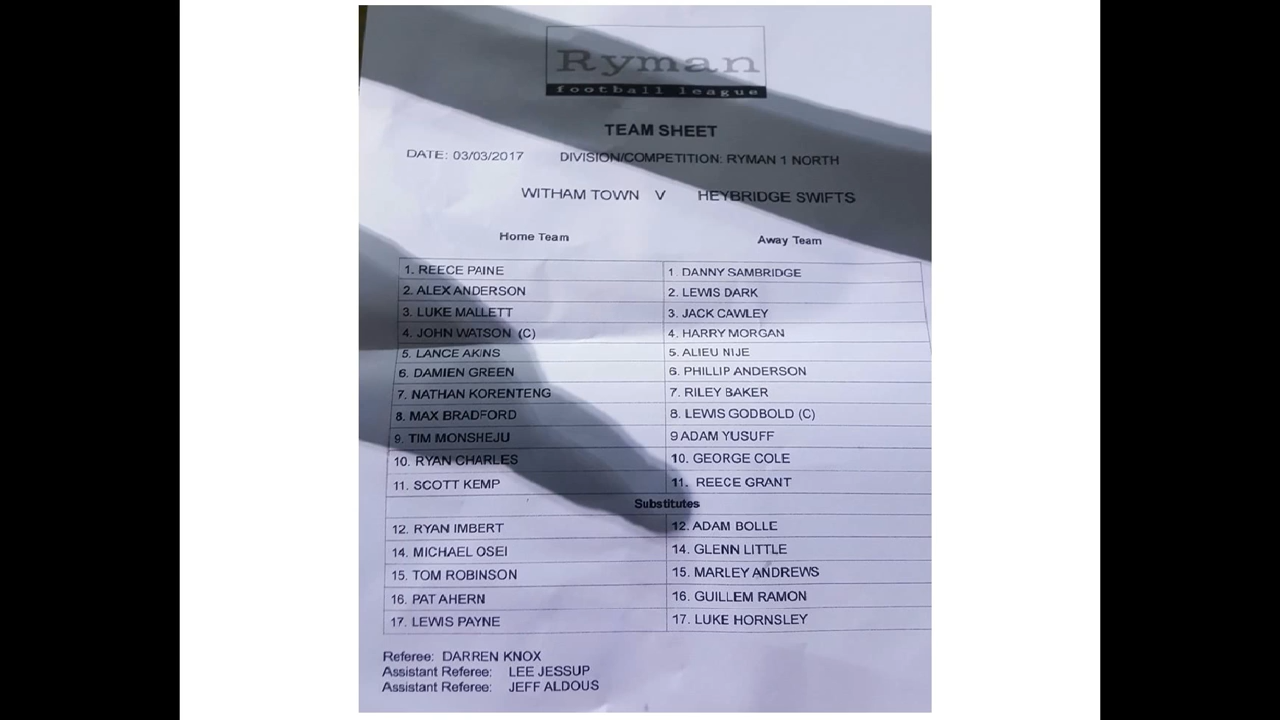 Ryman
football league
TEAM SHEET
DATE: 03/03/2017 DIVISION/COMPETITION: RYMAN 1 NORTH
WITHAM TOWN V HEYBRIDGE SWIFTS
Home Team Away Team
1. REECE PAINE 1. DANNY SAMBRIDGE
2. ALEX ANDERSON 2. LEWIS DARK
3. LUKE MALLETT 3. JACK CAWLEY
4. JOHN WATSON (C) 4. HARRY MORGAN
5. LANCE AKINS 5. ALIEU NIJE
6. DAMIEN GREEN 6. PHILLIP ANDERSON
7. NATHAN KORENTENG 7. RILEY BAKER
8. MAX BRADFORD 8. LEWIS GODBOLD (C)
9. TIM MONSHEJU 9 ADAM YUSUFF
10. RYAN CHARLES 10. GEORGE COLE
11. SCOTT KEMP 11. REECE GRANT
Substitutes
12. RYAN IMBERT 12. ADAM BOLLE
14. MICHAEL OSEI 14. GLENN LITTLE
15. TOM ROBINSON 15. MARLEY ANDREWS
16. PAT AHERN 16. GUILLEM RAMON
17. LEWIS PAYNE 17. LUKE HORNSLEY
Referee: DARREN KNOX
Assistant Referee: LEE JESSUP
Assistant Referee: JEFF ALDOUS